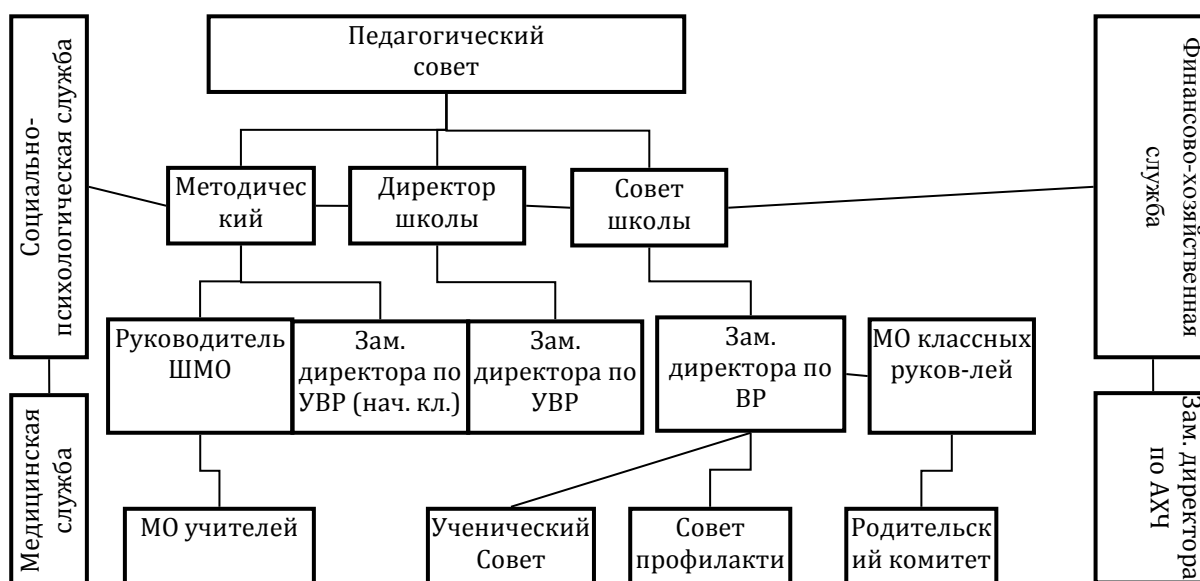 Педагогический
совет
Социально-
психологическая служба
Финансово-хозяйственная
служба
Методичес
кий
Директор
школы
Совет
школы
Руководитель
ШМО
Зам.
директора по
УВР (нач. кл.)
Зам.
директора по
УВР
Зам.
директора по
ВР
МО классных
руков-лей
Медицинская
служба
Зам. директора
по АХЧ
МО учителей
Ученический
Совет
Совет
профилакти
Родительск
ий комитет